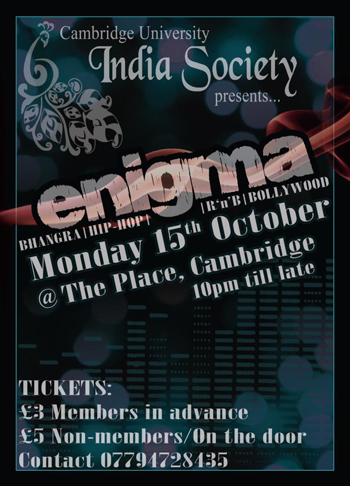 Cambridge University
India Society
presents...
enigma
BHANGRA|HIP-HOP|
|R'n'B|BOLLYWOOD
Monday 15th October
@ The Place, Cambridge
10pm till late
TICKETS:
£3 Members in advance
£5 Non-members/On the door
Contact 07794728435